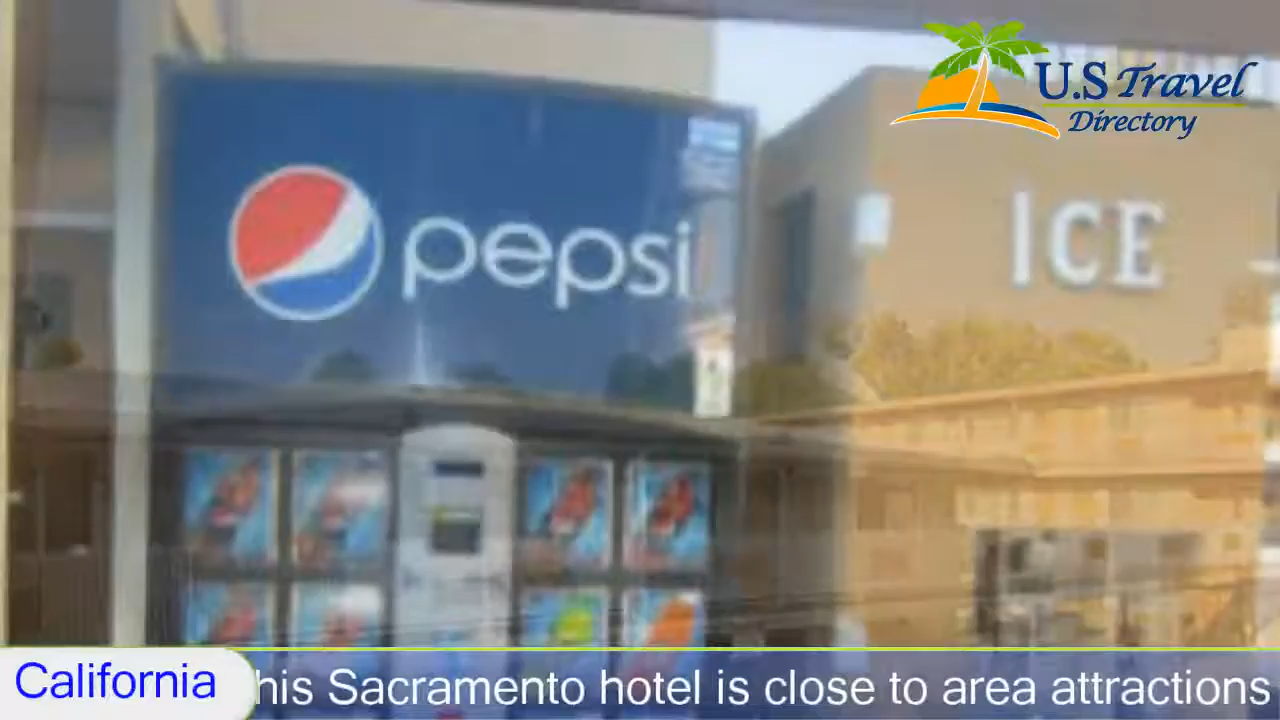 U.S Travel
Directory
pepsi
ICE
California
his Sacramento hotel is close to area attractions